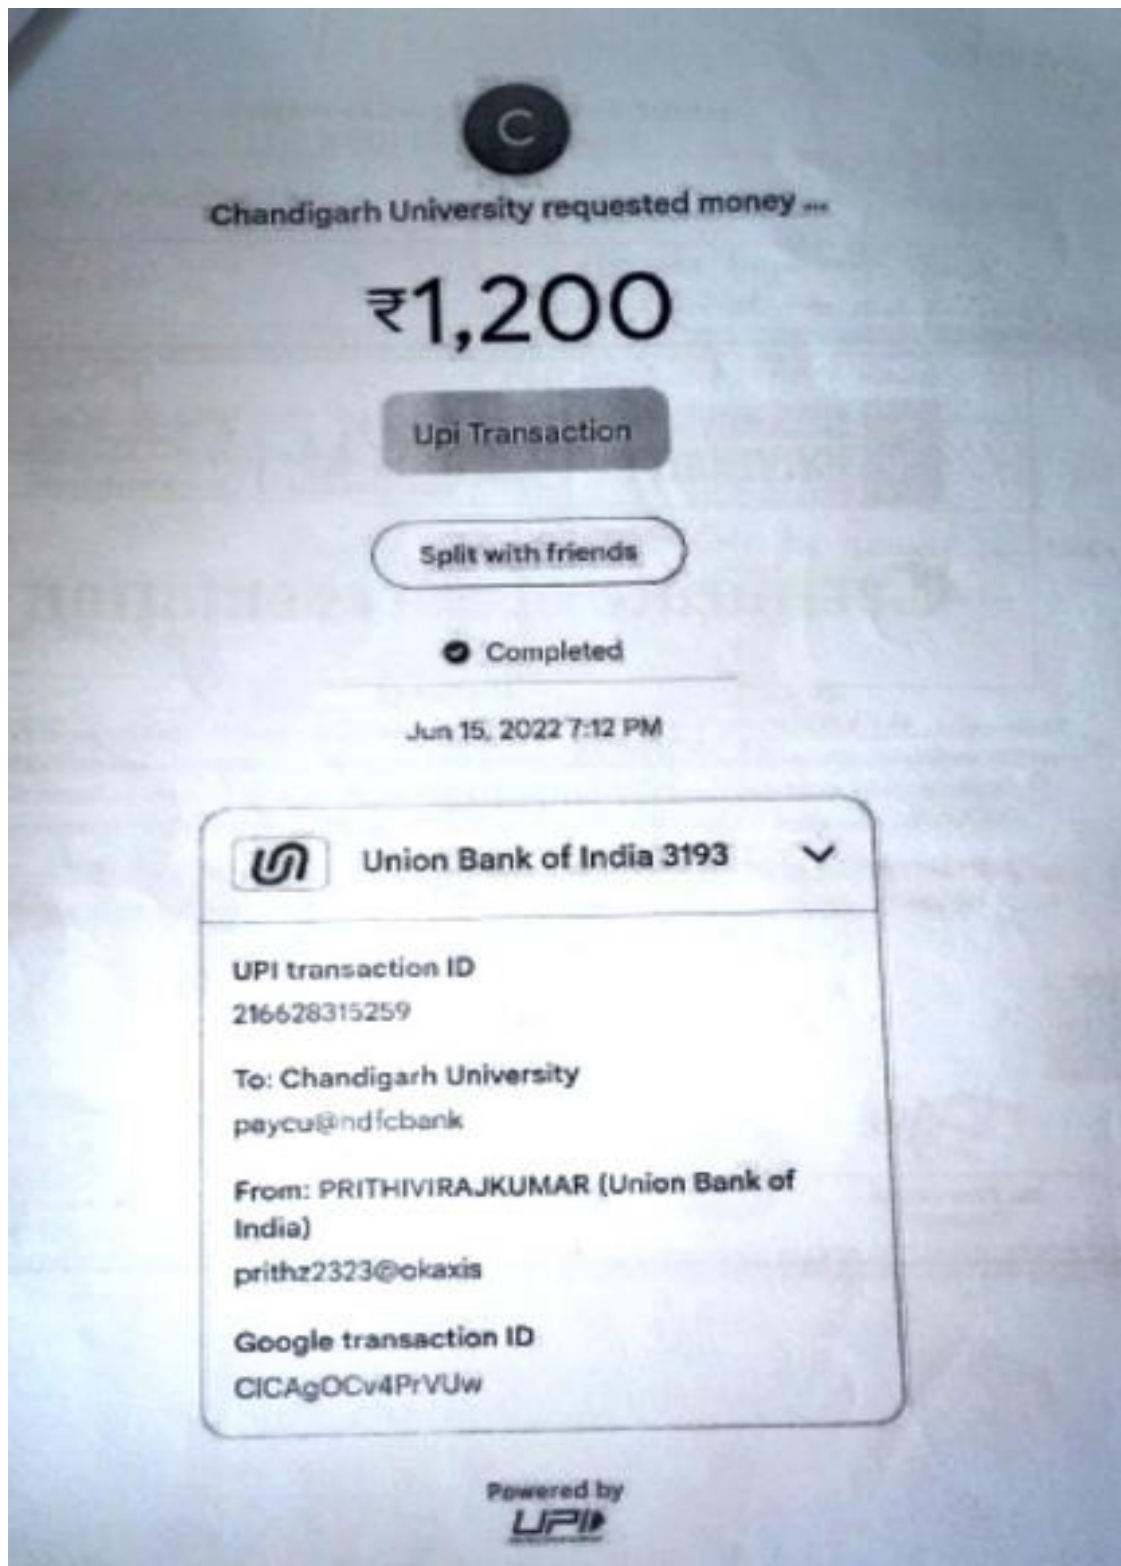 C
Chandigarh University requested money ...
₹1,200
Upi Transaction
Split with friends
Completed
Jun 15, 2022 7:12 PM
Union Bank of India 3193
UPI transaction ID
216628315259
To: Chandigarh University
paycu@ndfcbank
From: PRITHIVIRAJKUMAR (Union Bank of
India)
prithz2323@okaxis
Google transaction ID
CICAgOCv4PrVUw
Powered by
UPI